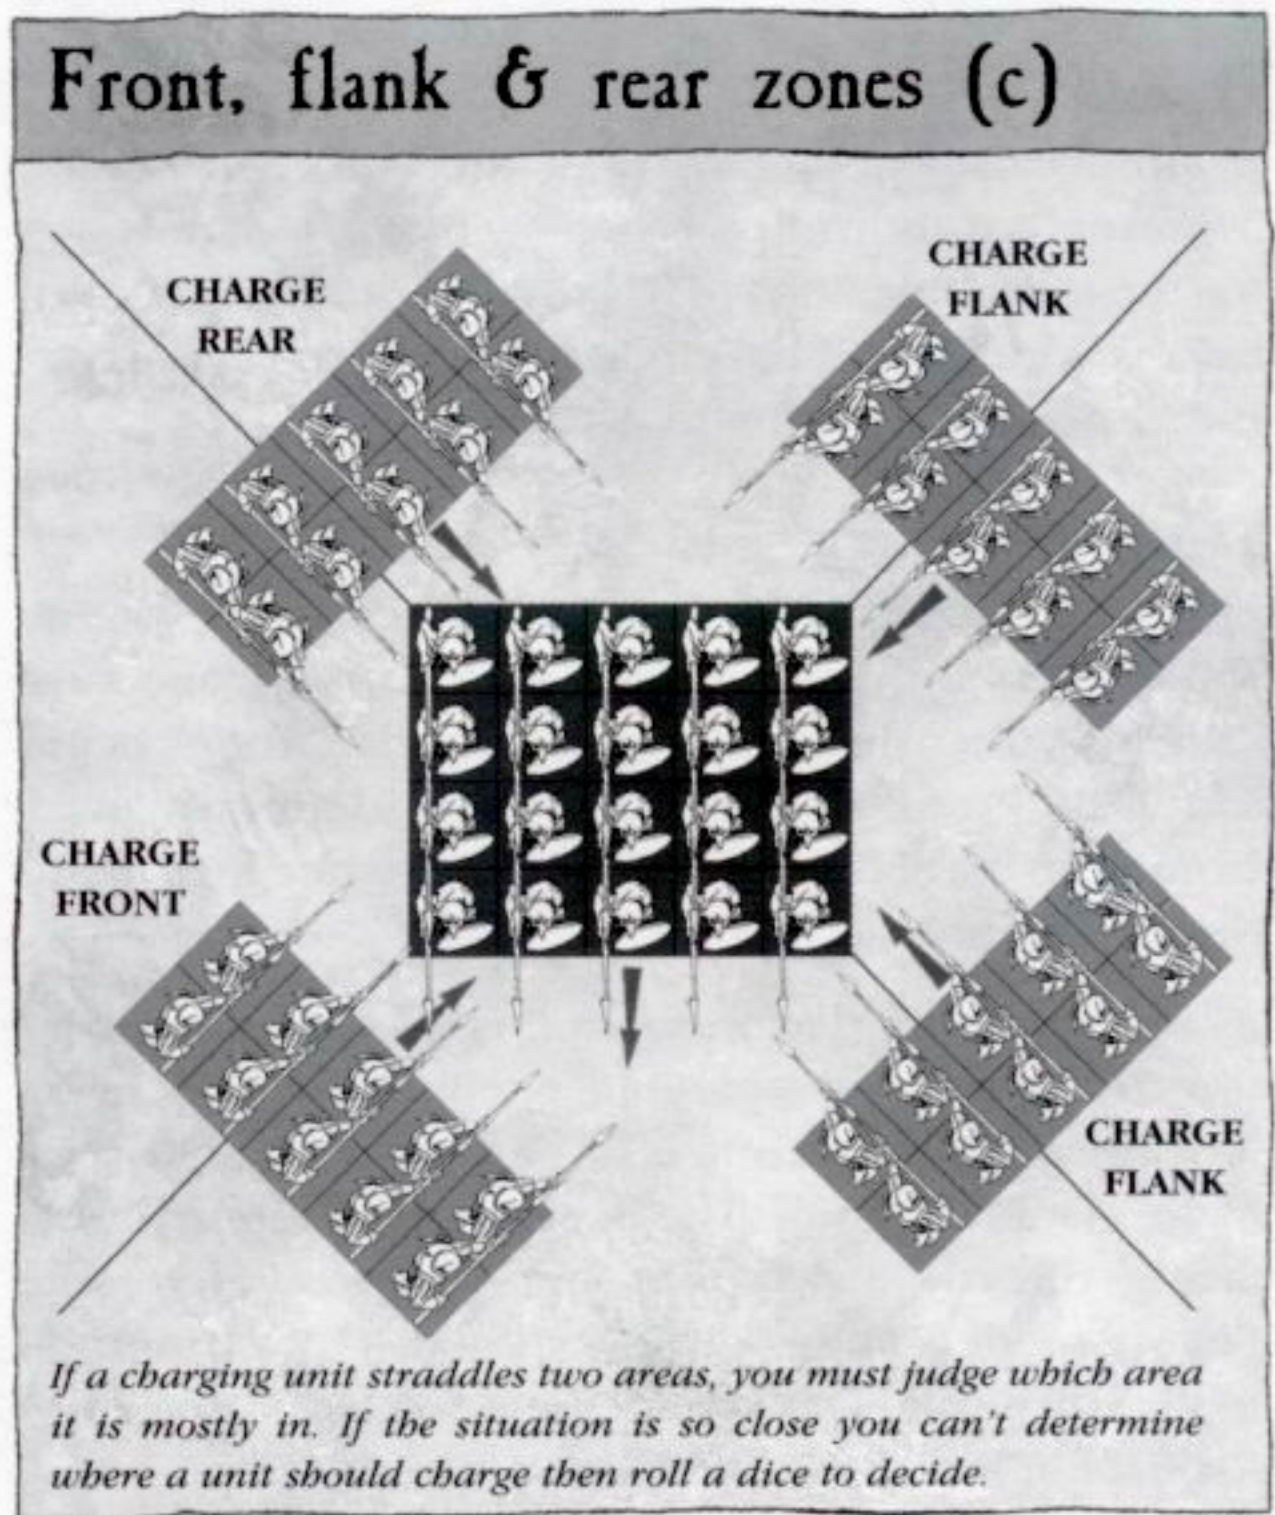 Front, flank & rear zones (c)
CHARGE
REAR
CHARGE
FLANK
CHARGE
FRONT
CHARGE
FLANK
If a charging unit straddles two areas, you must judge which area
it is mostly in. If the situation is so close you can't determine
where a unit should charge then roll a dice to decide.